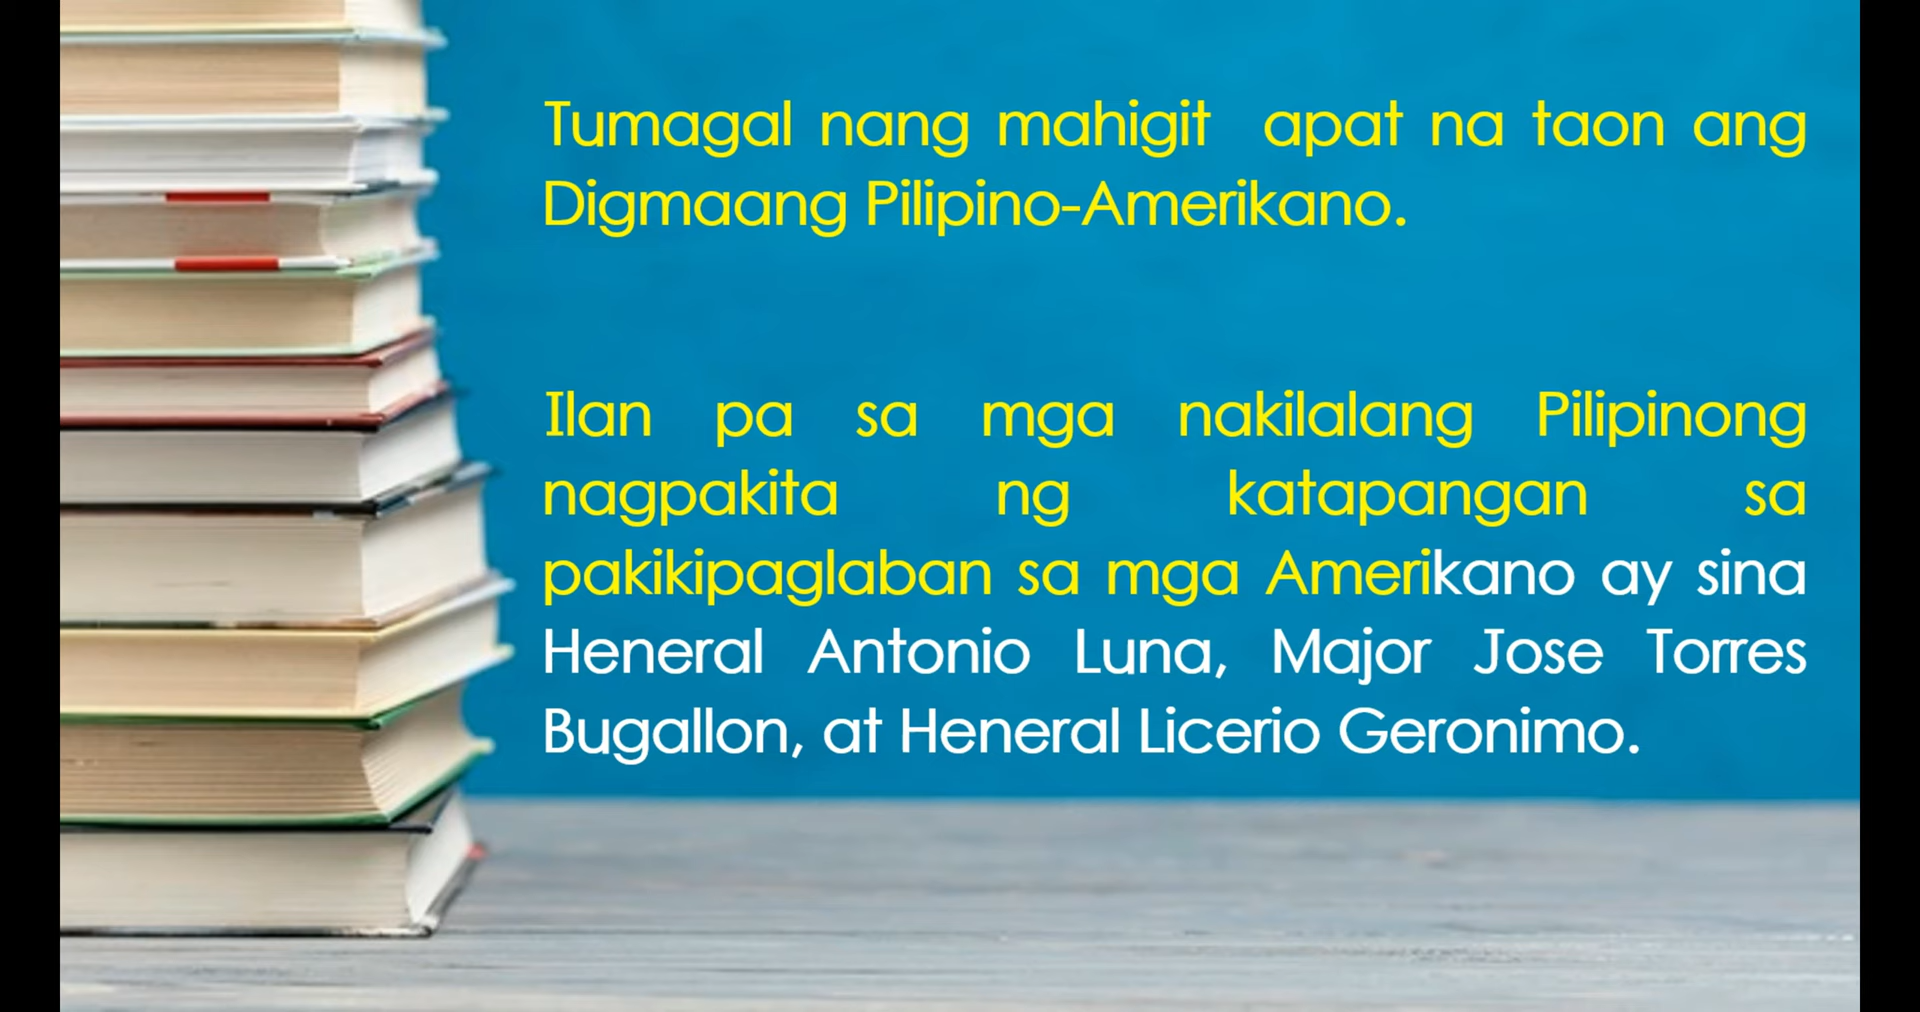 Tumagal nang mahigit apat na taon ang
Digmaang Pilipino-Amerikano.
Ilan pa sa mga nakilalang Pilipinong
nagpakita ng katapangan sa
pakikipaglaban sa mga Amerikano ay sina
Heneral Antonio Luna, Major Jose Torres
Bugallon, at Heneral Licerio Geronimo.